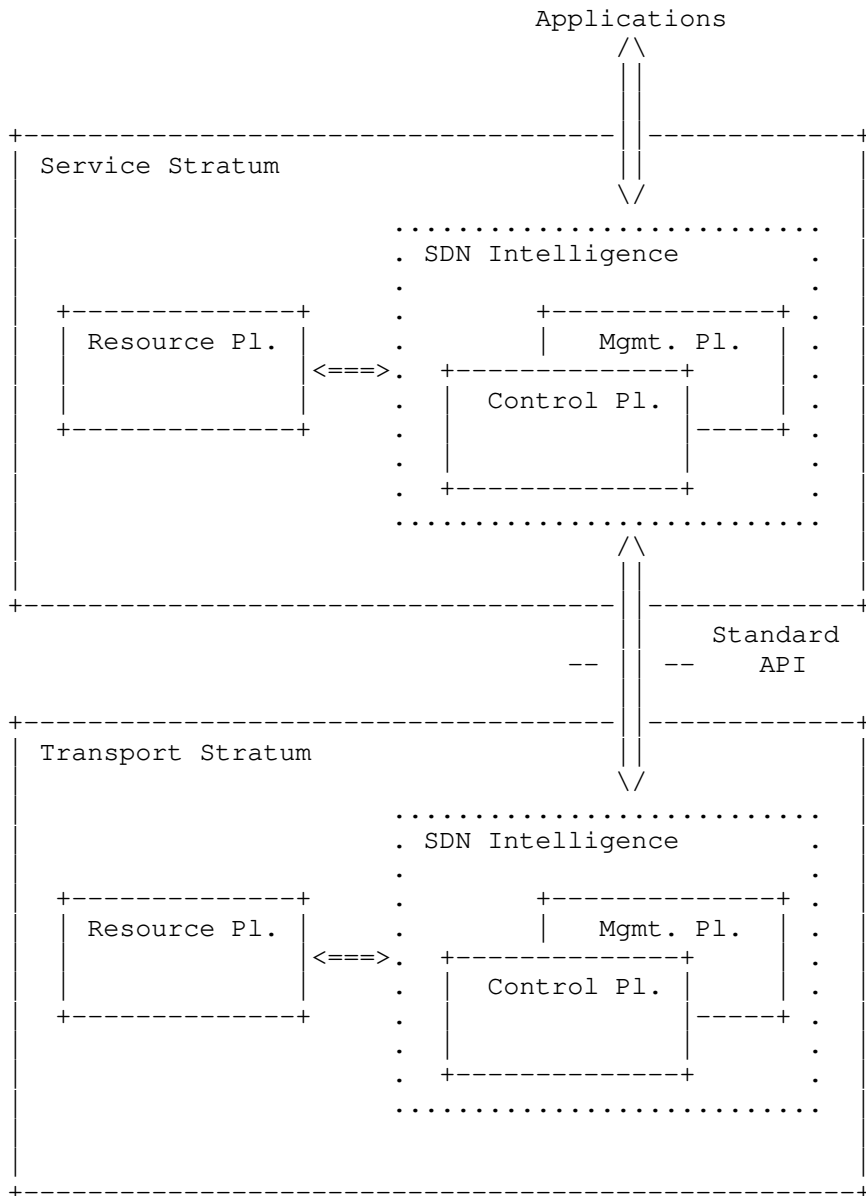 Applications
Service Stratum
SDN Intelligence
Resource Pl.
Mgmt. Pl.
Control Pl.
Standard
API
Transport Stratum
SDN Intelligence
Resource Pl.
Mgmt. Pl.
Control Pl.